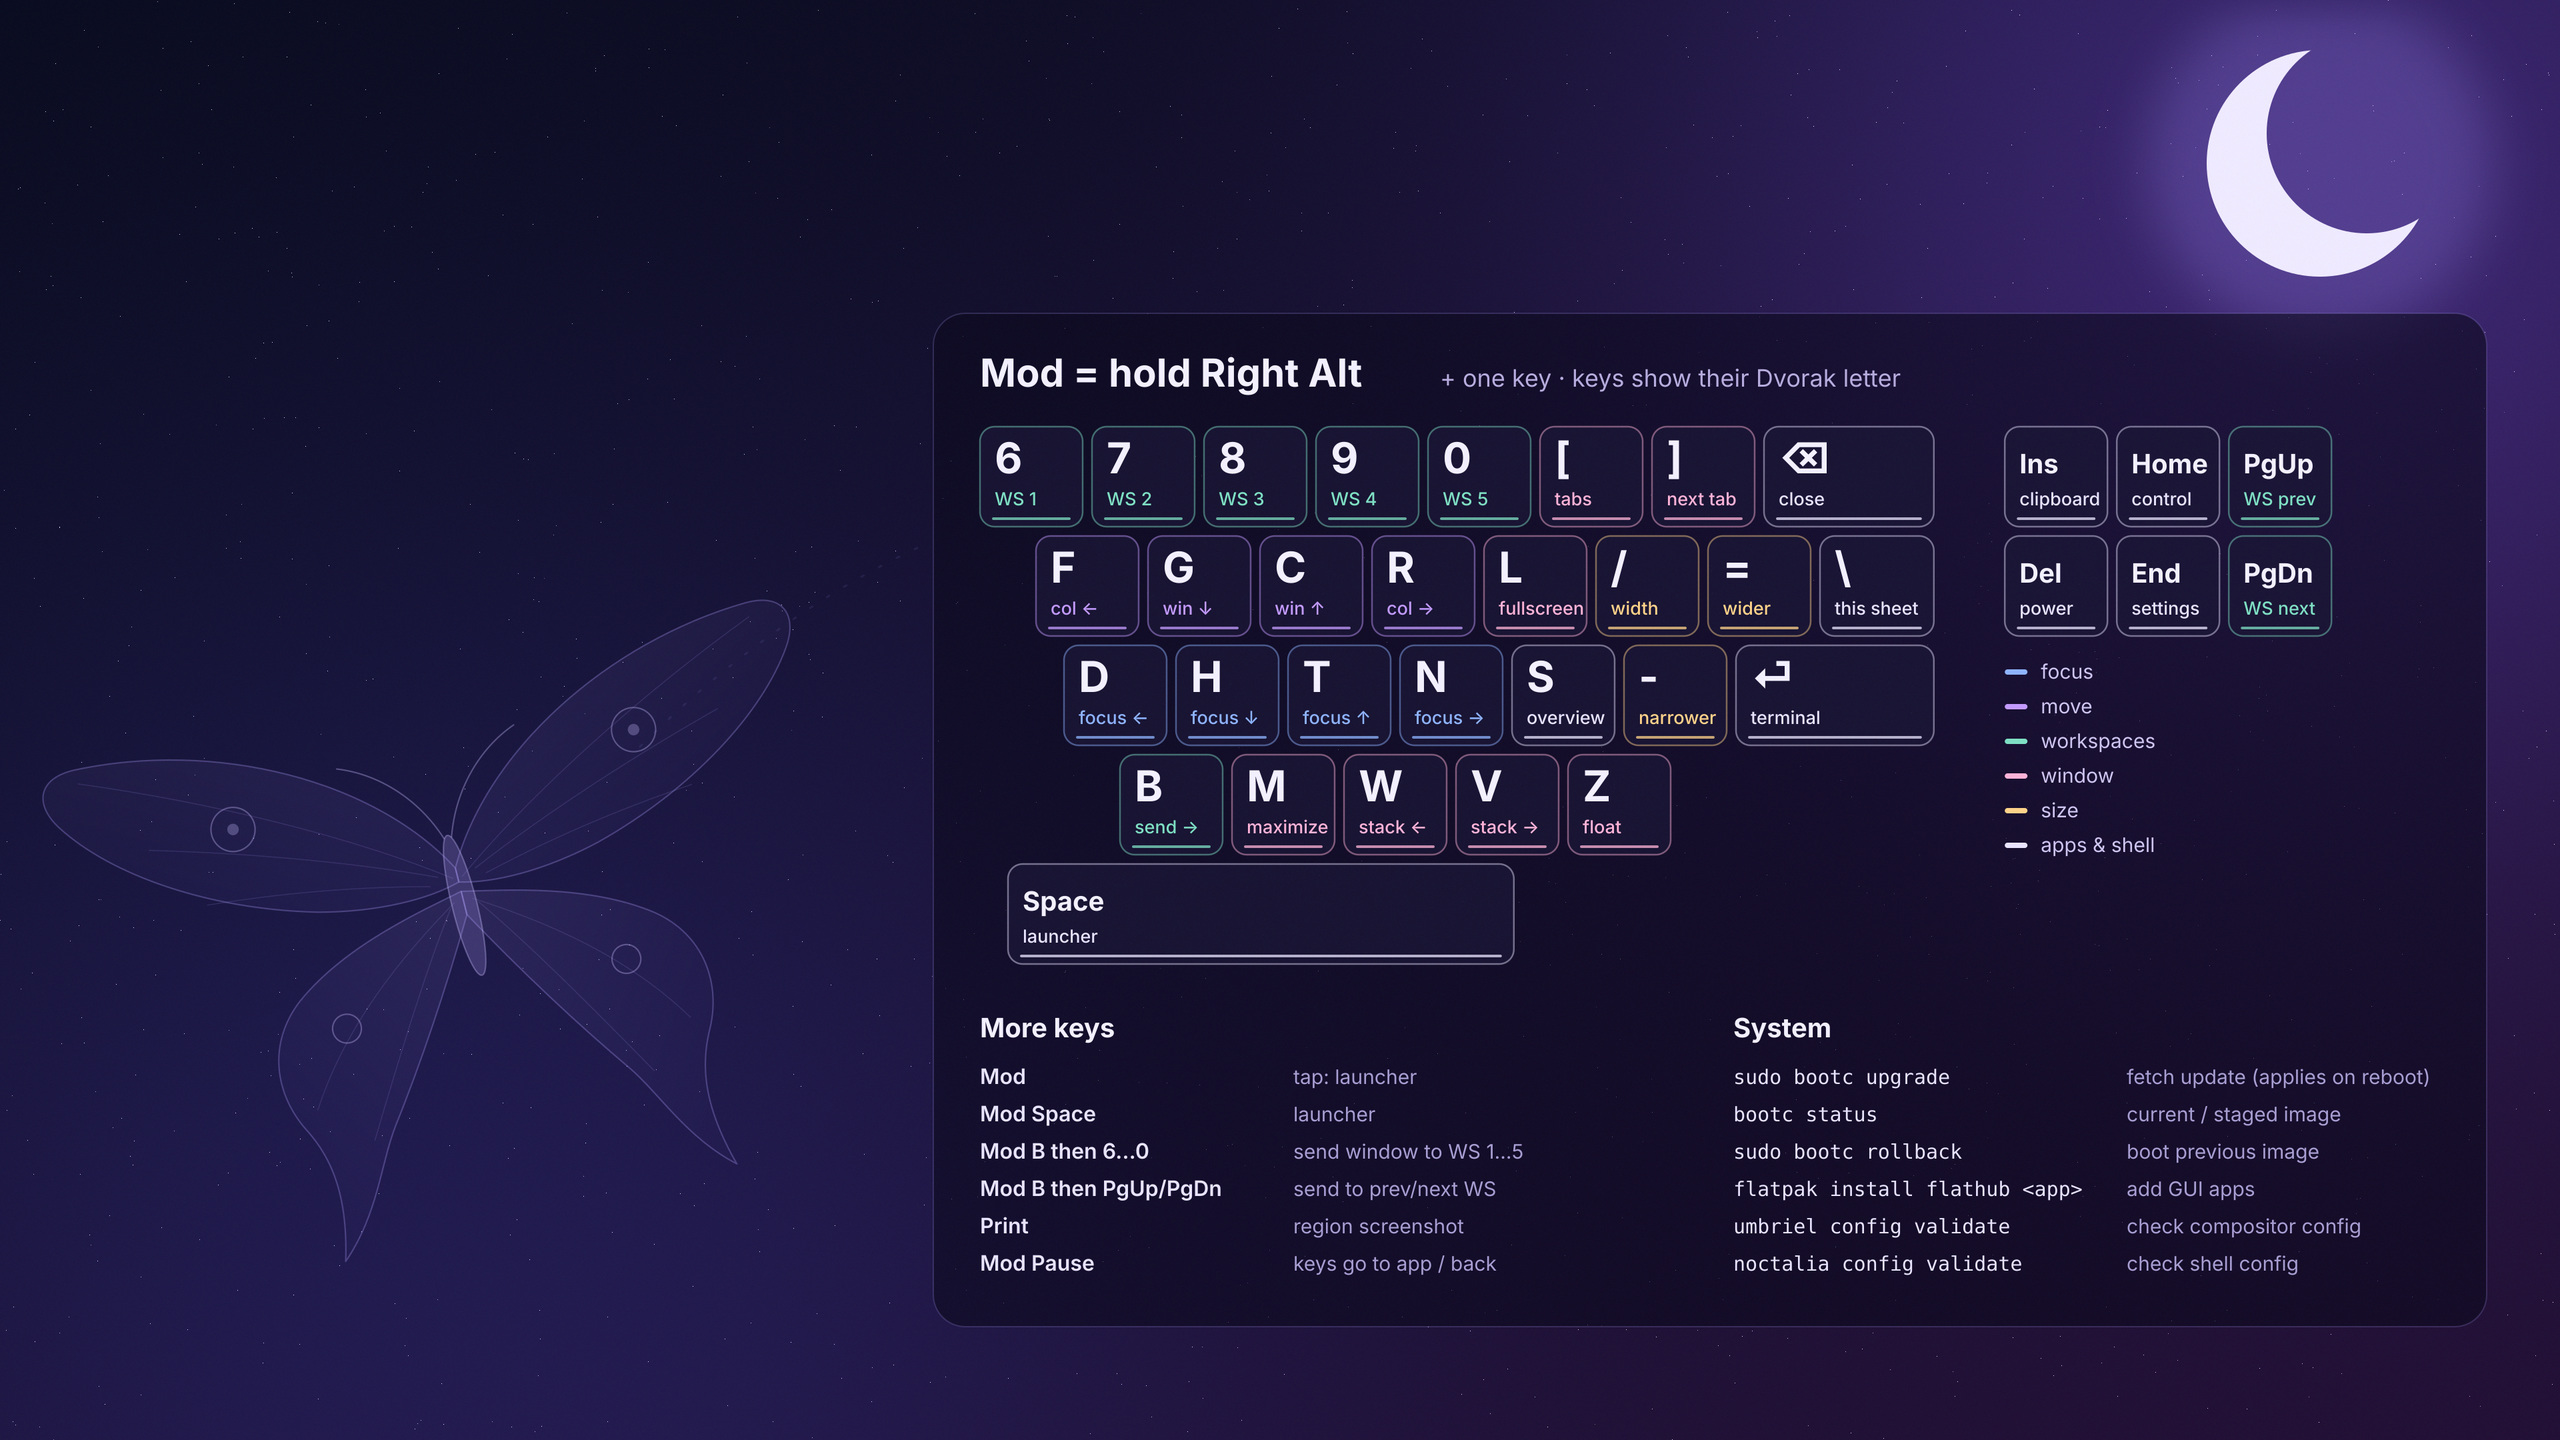 Mod = hold Right Alt + one key · keys show their Dvorak letter
6 7 8 9 0 [ ] ⌫ Ins Home PgUp
WS 1 WS 2 WS 3 WS 4 WS 5 tabs next tab close clipboard control WS prev
F G C R L / = \ Del End PgDn
col ← win ↓ win ↑ col → fullscreen width wider this sheet power settings WS next
D H T N S - ⏎
focus ← focus ↓ focus ↑ focus → overview narrower terminal
B M W V Z
send → maximize stack ← stack → float
Space
launcher
focus
move
workspaces
window
size
apps & shell
More keys
Mod tap: launcher
Mod Space launcher
Mod B then 6…0 send window to WS 1…5
Mod B then PgUp/PgDn send to prev/next WS
Print region screenshot
Mod Pause keys go to app / back
System
sudo bootc upgrade fetch update (applies on reboot)
bootc status current / staged image
sudo bootc rollback boot previous image
flatpak install flathub <app> add GUI apps
umbriel config validate check compositor config
noctalia config validate check shell config